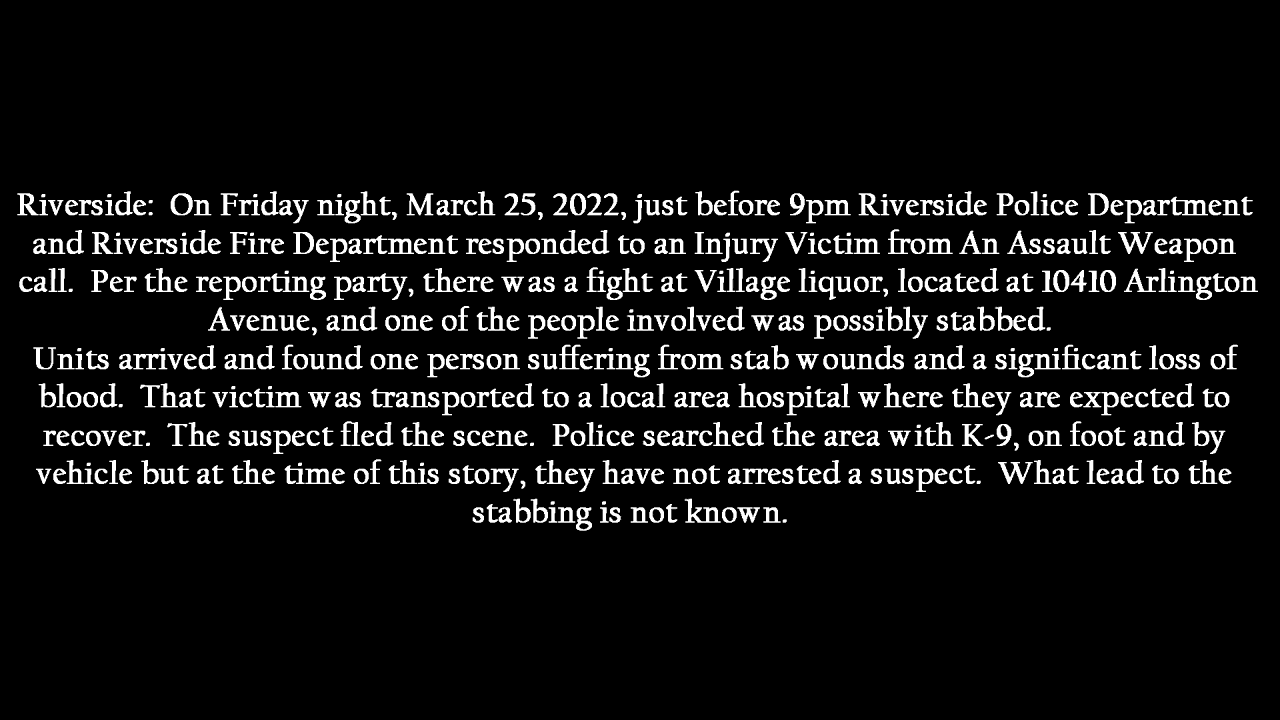 Riverside:  On Friday night, March 25, 2022, just before 9pm Riverside Police Department
and Riverside Fire Department responded to an Injury Victim from An Assault Weapon
call.  Per the reporting party, there was a fight at Village liquor, located at 10410 Arlington
Avenue, and one of the people involved was possibly stabbed.
Units arrived and found one person suffering from stab wounds and a significant loss of
blood.  That victim was transported to a local area hospital where they are expected to
recover.  The suspect fled the scene.  Police searched the area with K-9, on foot and by
vehicle but at the time of this story, they have not arrested a suspect.  What lead to the
stabbing is not known.